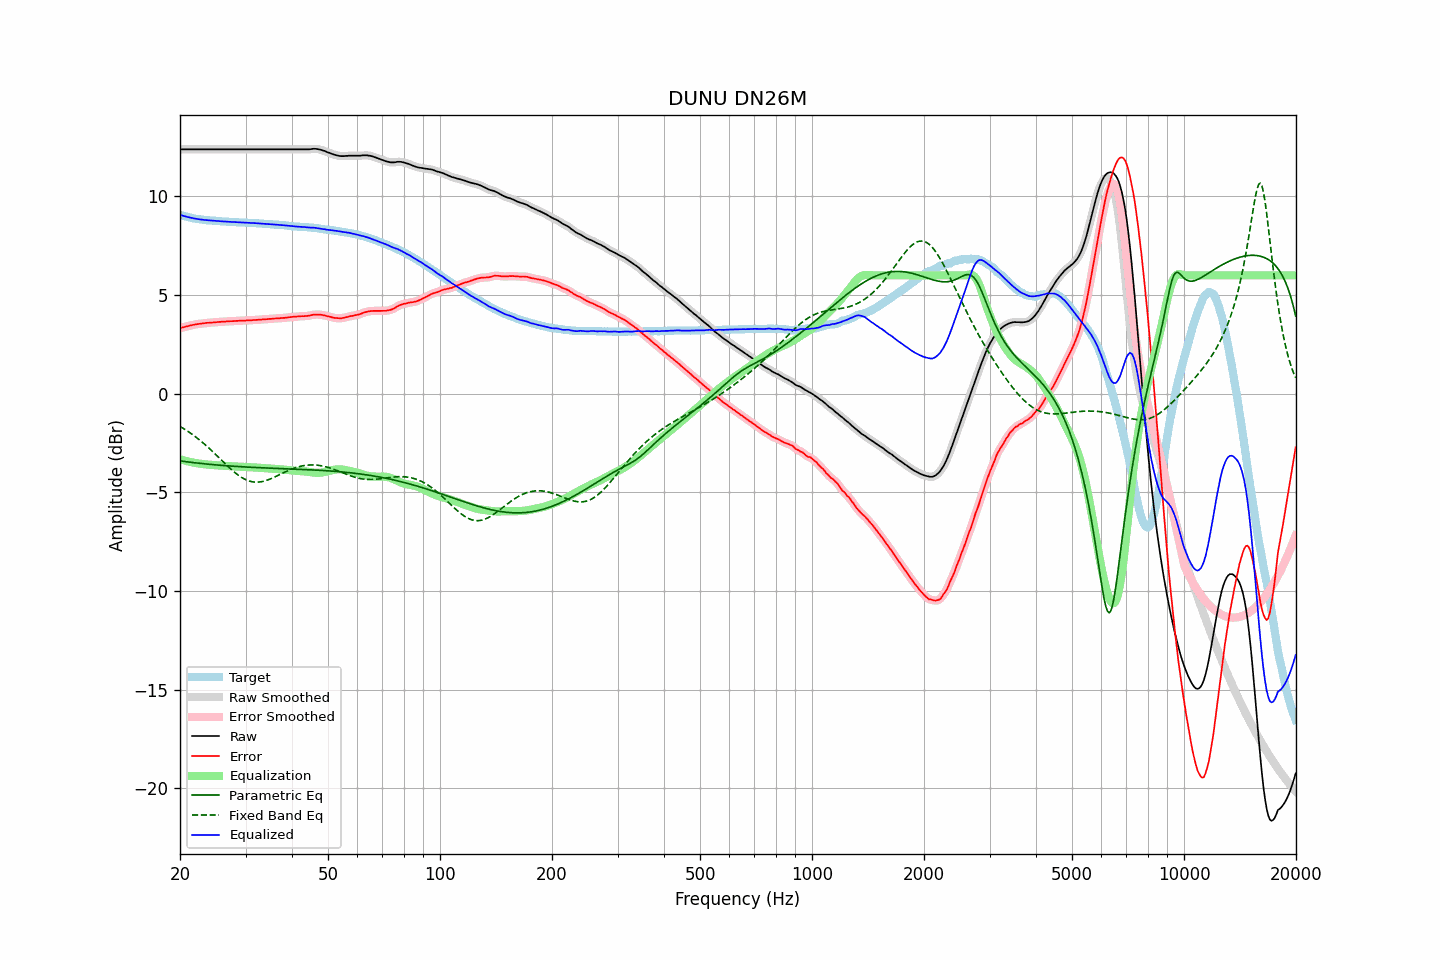 DUNU DN26M
Amplitude (dBr)
10
5
0
−5
−10
−15
−20
Target
Raw Smoothed
Error Smoothed
Raw
Error
Equalization
Parametric Eq
Fixed Band Eq
Equalized
20 50 100 200 500 1000 2000 5000 10000 20000
Frequency (Hz)